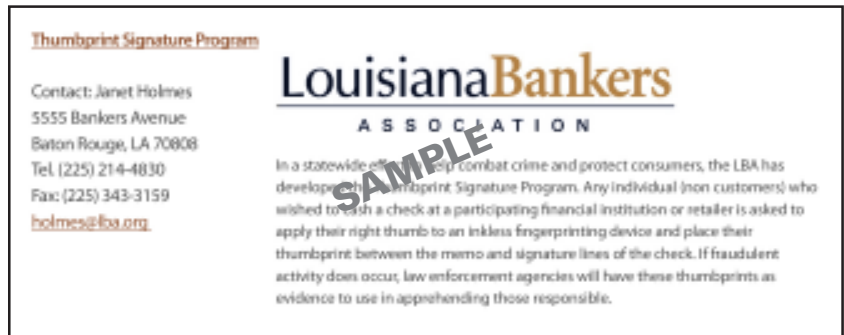 Thumbprint Signature Program
Contact: Janet Holmes
5555 Bankers Avenue
Baton Rouge, LA 70808
Tel. (225) 214-4830
Fax: (225) 343-3159
holmes@lba.org
LouisianaBankers
ASSOCIATION
SAMPLE
In a statewide effort to help combat crime and protect consumers, the LBA has
developed the Thumbprint Signature Program. Any individual (non customers) who
wished to cash a check at a participating financial institution or retailer is asked to
apply their right thumb to an inkless fingerprinting device and place their
thumbprint between the memo and signature lines of the check. If fraudulent
activity does occur, law enforcement agencies will have these thumbprints as
evidence to use in apprehending those responsible.